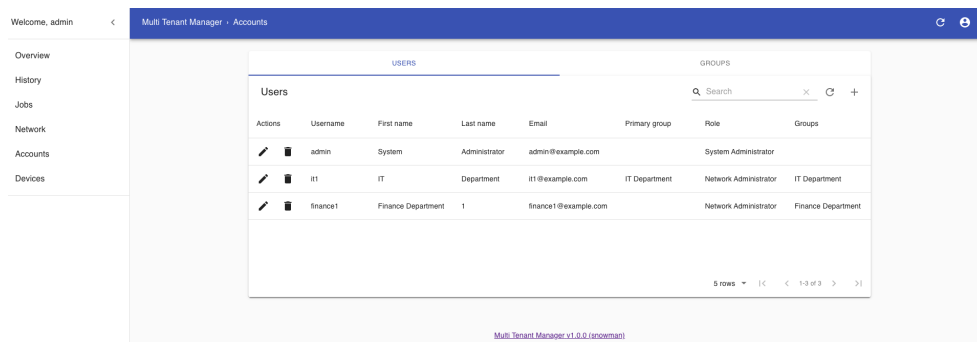 Welcome, admin
Multi Tenant Manager › Accounts
Overview
History
Jobs
Network
Accounts
Devices
USERS GROUPS
Users Search
Actions Username First name Last name Email Primary group Role Groups
admin System Administrator admin@example.com System Administrator
it1 IT Department it1@example.com IT Department Network Administrator IT Department
finance1 Finance Department 1 finance1@example.com Network Administrator Finance Department
5 rows 1-3 of 3
Multi Tenant Manager v1.0.0 (snowman)